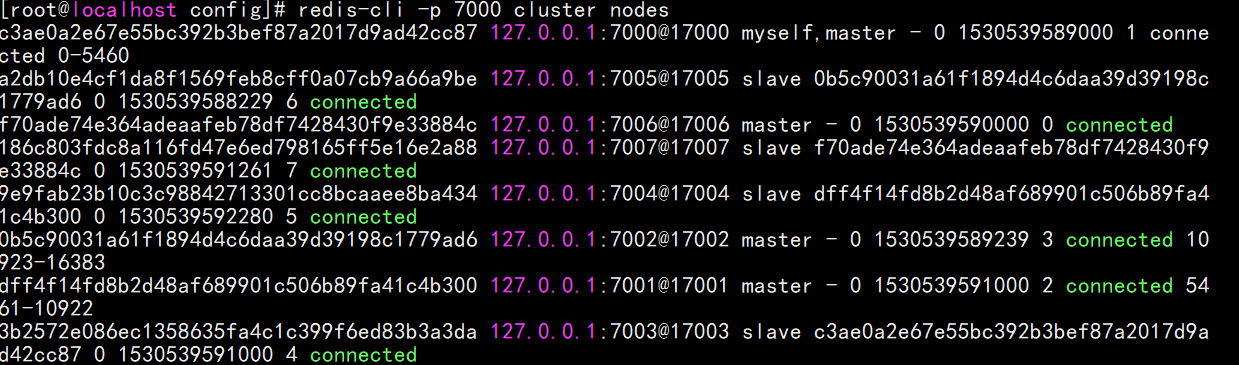 [root@localhost config]# redis-cli -p 7000 cluster nodes
c3ae0a2e67e55bc392b3bef87a2017d9ad42cc87 127.0.0.1:7000@17000 myself,master - 0 1530539589000 1 conne
cted 0-5460
a2db10e4cf1da8f1569feb8cff0a07cb9a66a9be 127.0.0.1:7005@17005 slave 0b5c90031a61f1894d4c6daa39d39198c
1779ad6 0 1530539588229 6 connected
f70ade74e364adeaafeb78df7428430f9e33884c 127.0.0.1:7006@17006 master - 0 1530539590000 0 connected
186c803fdc8a116fd47e6ed798165ff5e16e2a88 127.0.0.1:7007@17007 slave f70ade74e364adeaafeb78df7428430f9
e33884c 0 1530539591261 7 connected
9e9fab23b10c3c98842713301cc8bcaaee8ba434 127.0.0.1:7004@17004 slave dff4f14fd8b2d48af689901c506b89fa4
1c4b300 0 1530539592280 5 connected
0b5c90031a61f1894d4c6daa39d39198c1779ad6 127.0.0.1:7002@17002 master - 0 1530539589239 3 connected 10
923-16383
dff4f14fd8b2d48af689901c506b89fa41c4b300 127.0.0.1:7001@17001 master - 0 1530539591000 2 connected 54
61-10922
3b2572e086ec1358635fa4c1c399f6ed83b3a3da 127.0.0.1:7003@17003 slave c3ae0a2e67e55bc392b3bef87a2017d9a
d42cc87 0 1530539591000 4 connected